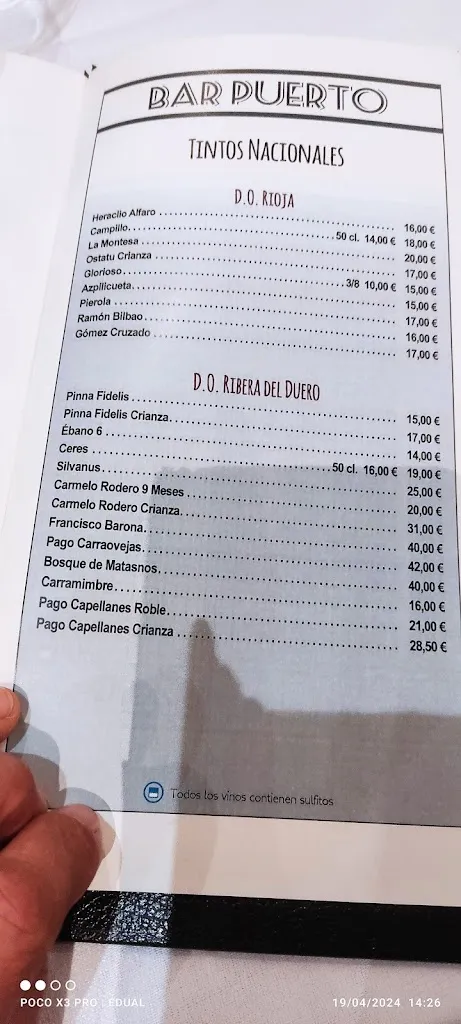 BAR PUERTO
TINTOS NACIONALES
D.O. RIOJA
Heraclio Alfaro 16,00 €
Campillo 50 cl. 14,00 € 18,00 €
La Montesa 20,00 €
Ostatu Crianza 17,00 €
Glorioso 3/8 10,00 € 15,00 €
Azpilicueta 15,00 €
Pierola 17,00 €
Ramón Bilbao 16,00 €
Gómez Cruzado 17,00 €
D.O. RIBERA DEL DUERO
Pinna Fidelis 15,00 €
Pinna Fidelis Crianza 17,00 €
Ébano 6 14,00 €
Ceres 50 cl. 16,00 € 19,00 €
Silvanus 25,00 €
Carmelo Rodero 9 Meses 20,00 €
Carmelo Rodero Crianza 31,00 €
Francisco Barona 40,00 €
Pago Carraovejas 42,00 €
Bosque de Matasnos 40,00 €
Carramimbre 16,00 €
Pago Capellanes Roble 21,00 €
Pago Capellanes Crianza 28,50 €
Todos los vinos contienen sulfitos
POCO X3 PRO | EDUAL 19/04/2024 14:26